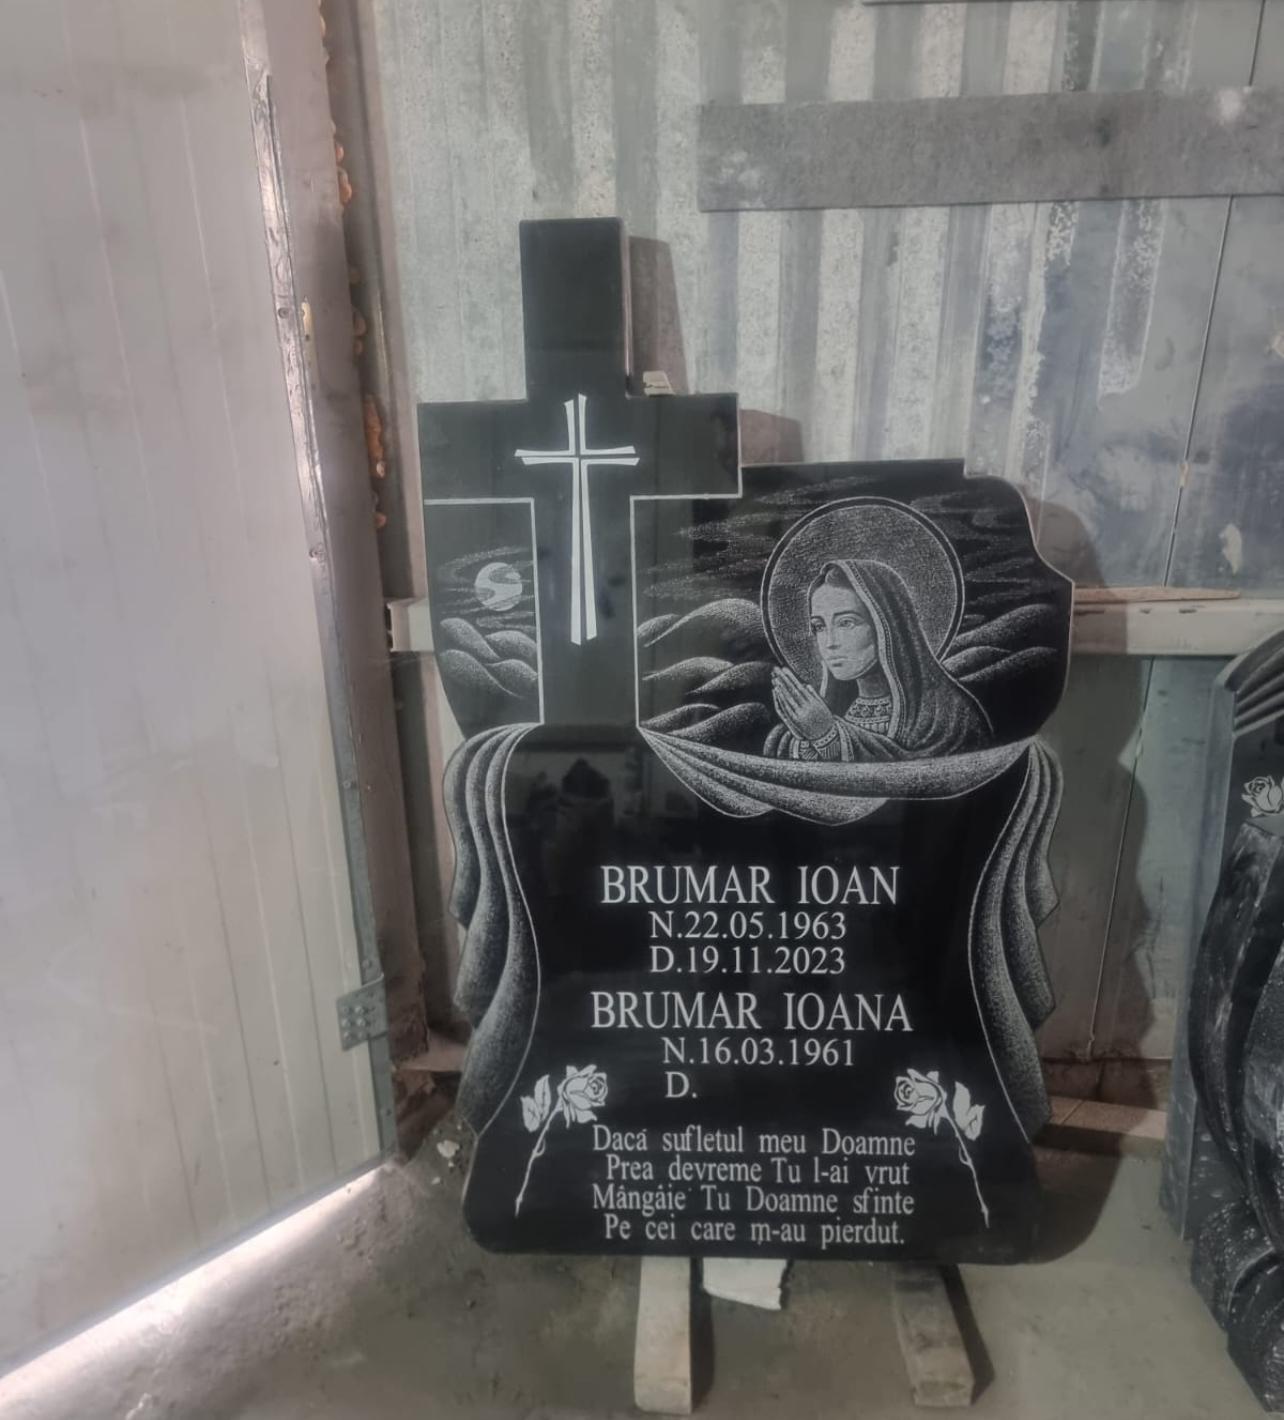 BRUMAR IOAN
N.22.05.1963
D.19.11.2023
BRUMAR IOANA
N.16.03.1961
D.
Dacá sufletul meu Doamne
Prea devreme Tu l-ai vrut
Mângâie Tu Doamne sfinte
Pe cei care m-au pierdut.